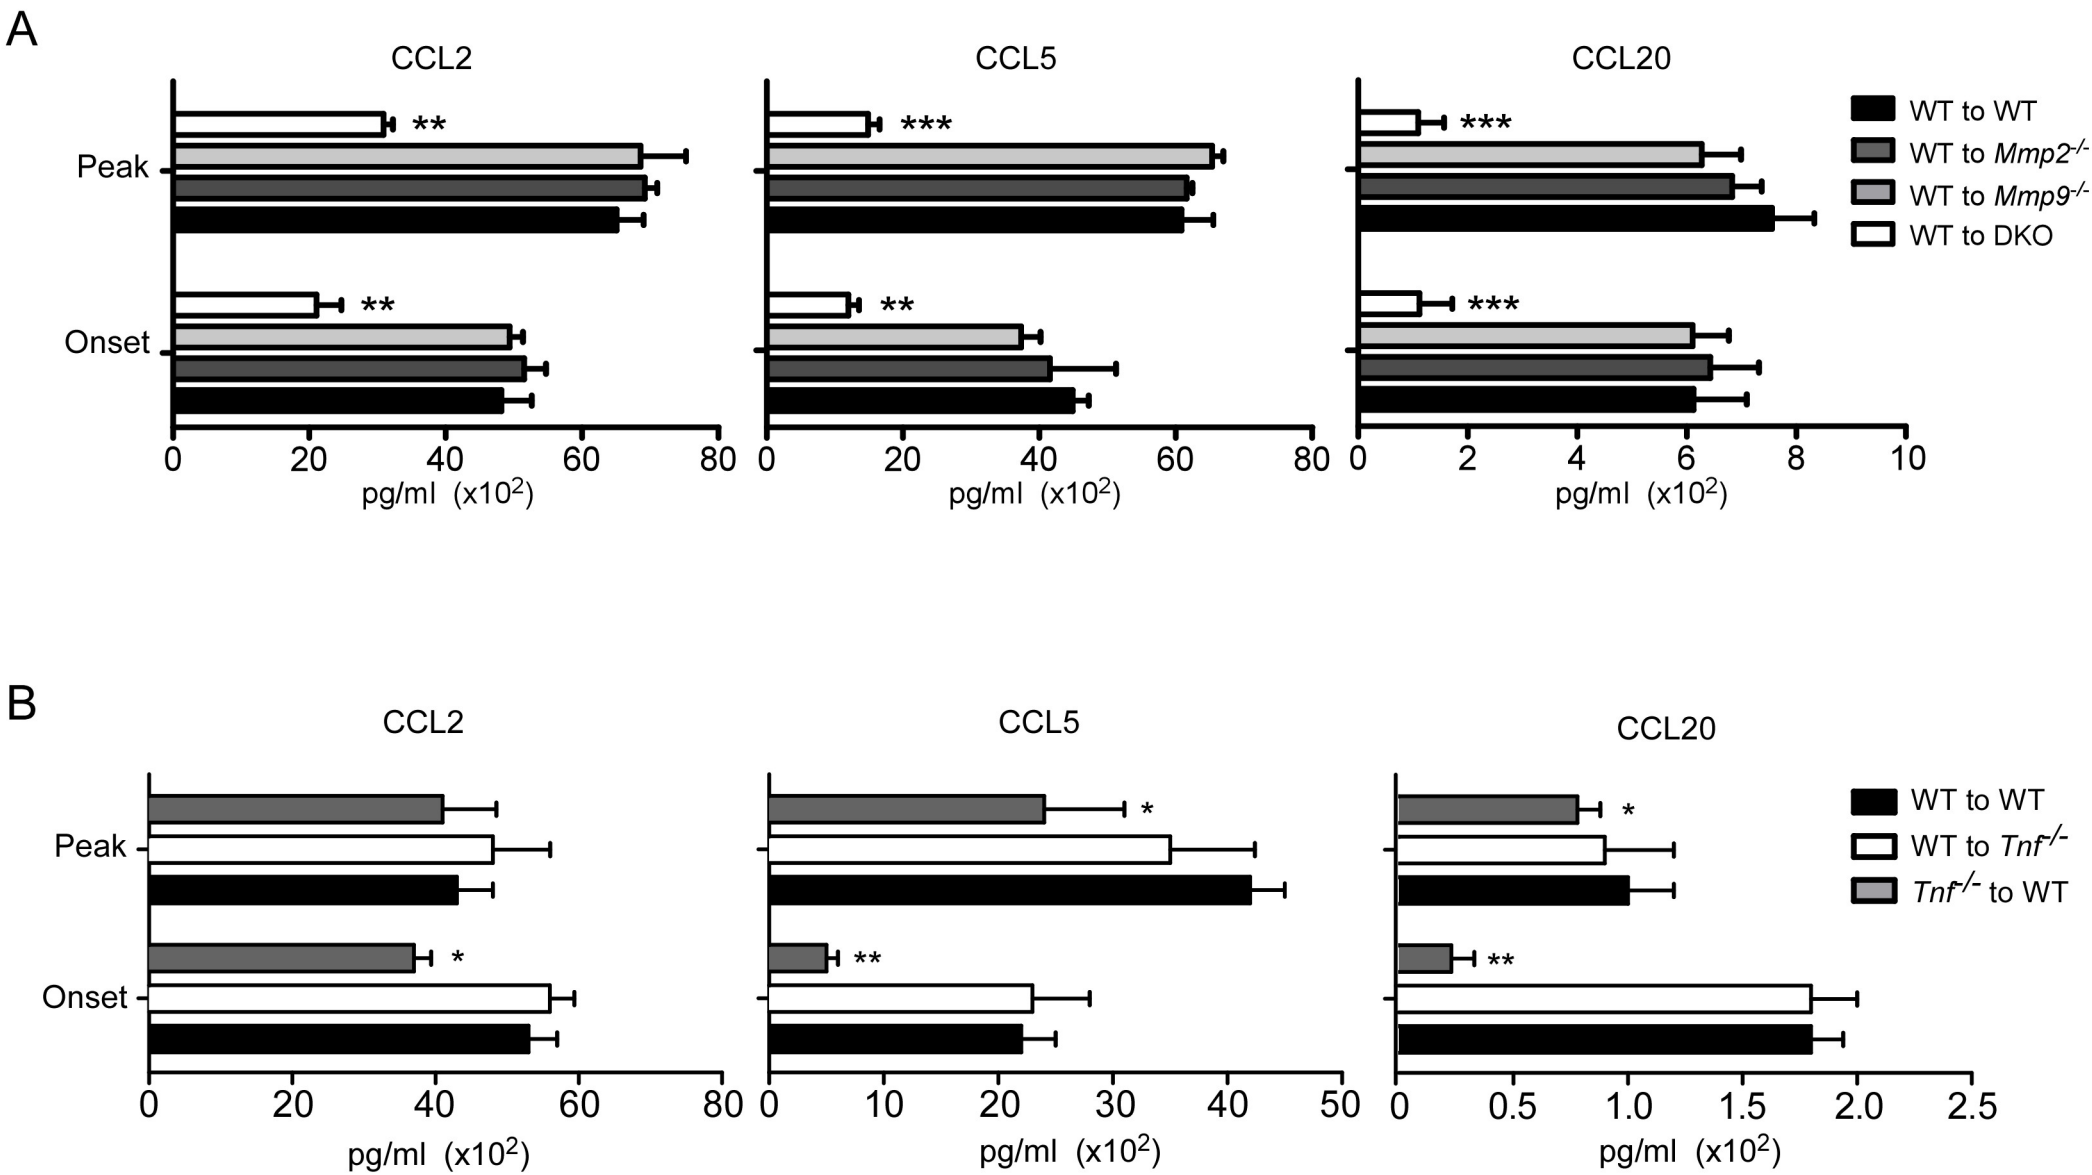 A
CCL2
CCL5
CCL20
** *** ***
Peak
** ** ***
Onset
0 20 40 60 80
pg/ml (x10²)
0 20 40 60 80
pg/ml (x10²)
0 2 4 6 8 10
pg/ml (x10²)
WT to WT
WT to Mmp2-/-
WT to Mmp9-/-
WT to DKO
B
CCL2
CCL5
CCL20
* *
Peak
* ** **
Onset
0 20 40 60 80
pg/ml (x10²)
0 10 20 30 40 50
pg/ml (x10²)
0 0.5 1.0 1.5 2.0 2.5
pg/ml (x10²)
WT to WT
WT to Tnf-/-
Tnf-/- to WT